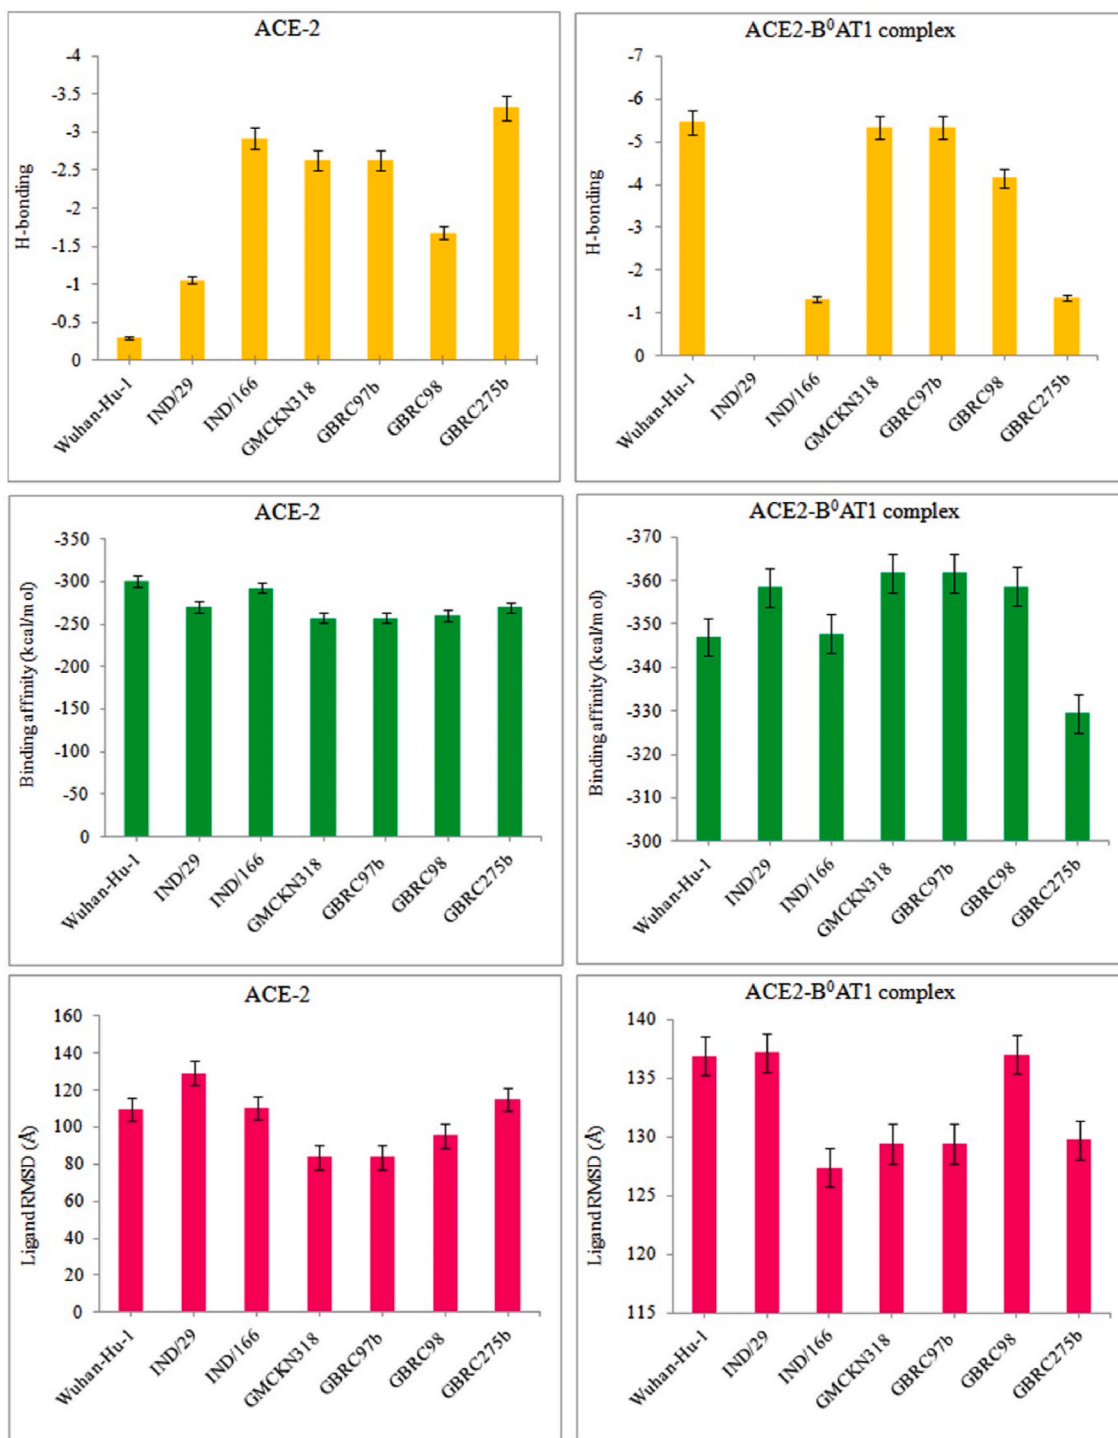 ACE-2
H-bonding
-4
-3.5
-3
-2.5
-2
-1.5
-1
-0.5
0
Wuhan-Hu-1
IND/29
IND/166
GMCKN318
GBRC97b
GBRC98
GBRC275b
ACE2-B⁰AT1 complex
H-bonding
-7
-6
-5
-4
-3
-2
-1
0
Wuhan-Hu-1
IND/29
IND/166
GMCKN318
GBRC97b
GBRC98
GBRC275b
ACE-2
Binding affinity (kcal/mol)
-350
-300
-250
-200
-150
-100
-50
0
Wuhan-Hu-1
IND/29
IND/166
GMCKN318
GBRC97b
GBRC98
GBRC275b
ACE2-B⁰AT1 complex
Binding affinity (kcal/mol)
-370
-360
-350
-340
-330
-320
-310
-300
Wuhan-Hu-1
IND/29
IND/166
GMCKN318
GBRC97b
GBRC98
GBRC275b
ACE-2
Ligand RMSD (Å)
160
140
120
100
80
60
40
20
0
Wuhan-Hu-1
IND/29
IND/166
GMCKN318
GBRC97b
GBRC98
GBRC275b
ACE2-B⁰AT1 complex
Ligand RMSD (Å)
140
135
130
125
120
115
Wuhan-Hu-1
IND/29
IND/166
GMCKN318
GBRC97b
GBRC98
GBRC275b